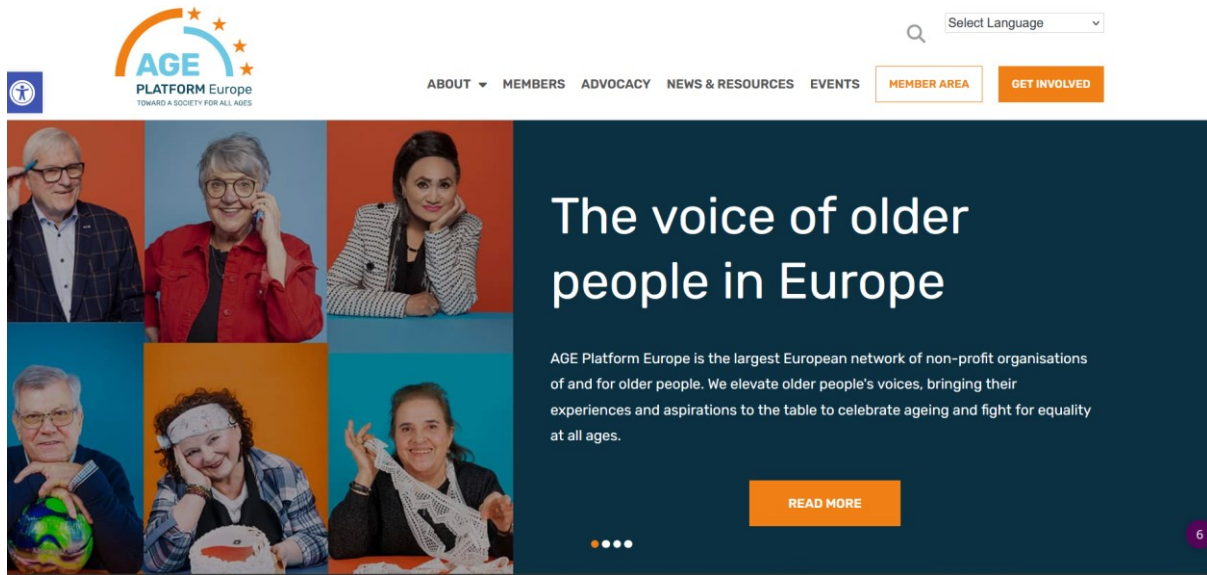 Select Language
AGE
PLATFORM Europe
TOWARD A SOCIETY FOR ALL AGES
ABOUT MEMBERS ADVOCACY NEWS & RESOURCES EVENTS MEMBER AREA GET INVOLVED
The voice of older
people in Europe
AGE Platform Europe is the largest European network of non-profit organisations
of and for older people. We elevate older people's voices, bringing their
experiences and aspirations to the table to celebrate ageing and fight for equality
at all ages.
READ MORE
6